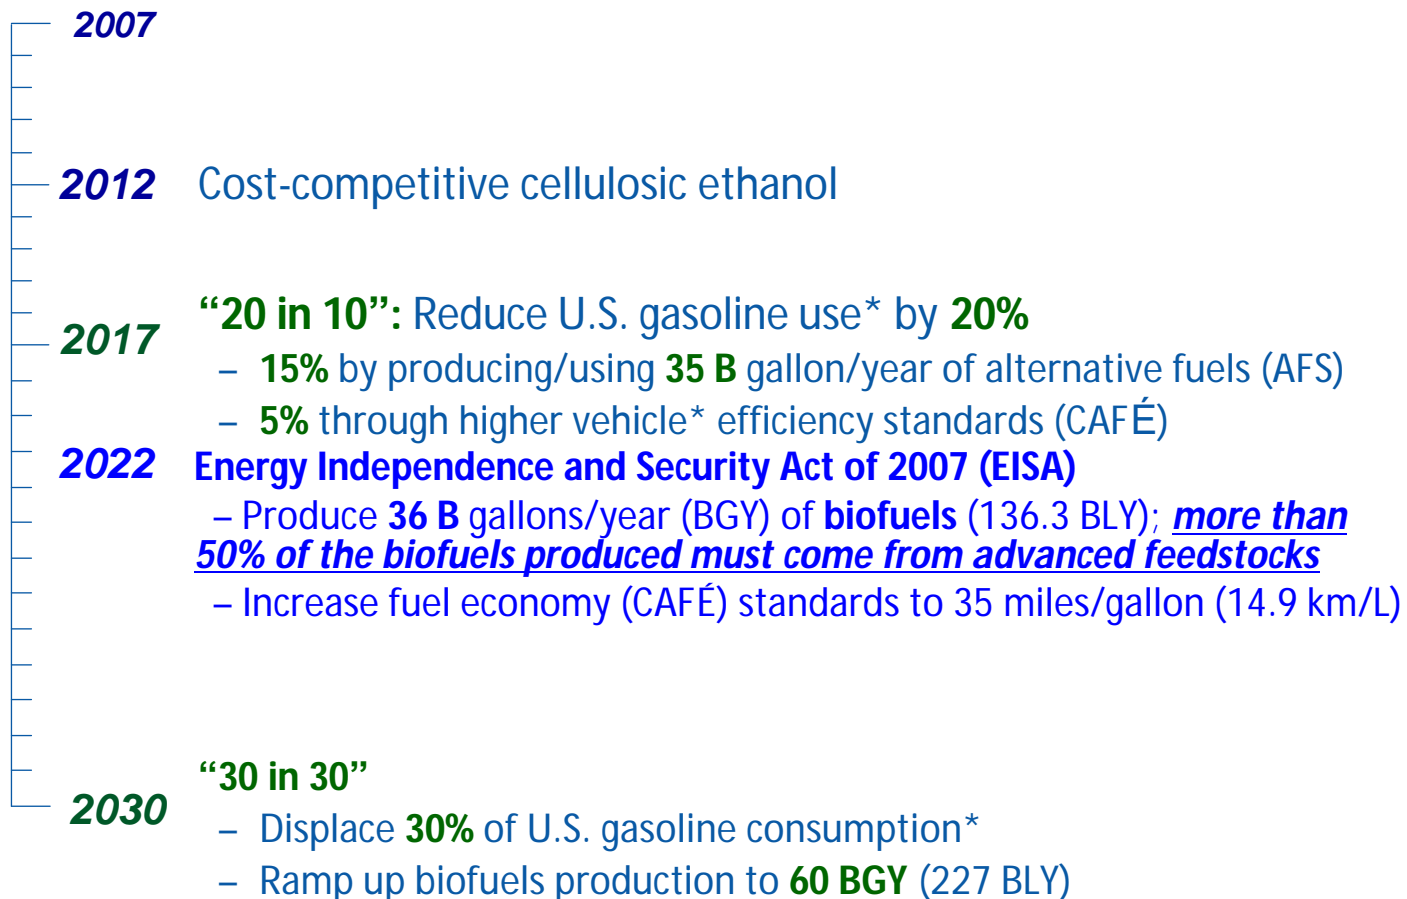 2007
2012 Cost-competitive cellulosic ethanol
“20 in 10”: Reduce U.S. gasoline use* by 20%
2017
– 15% by producing/using 35 B gallon/year of alternative fuels (AFS)
– 5% through higher vehicle* efficiency standards (CAFÉ)
2022 Energy Independence and Security Act of 2007 (EISA)
– Produce 36 B gallons/year (BGY) of biofuels (136.3 BLY); more than
50% of the biofuels produced must come from advanced feedstocks
– Increase fuel economy (CAFÉ) standards to 35 miles/gallon (14.9 km/L)
“30 in 30”
2030
– Displace 30% of U.S. gasoline consumption*
– Ramp up biofuels production to 60 BGY (227 BLY)